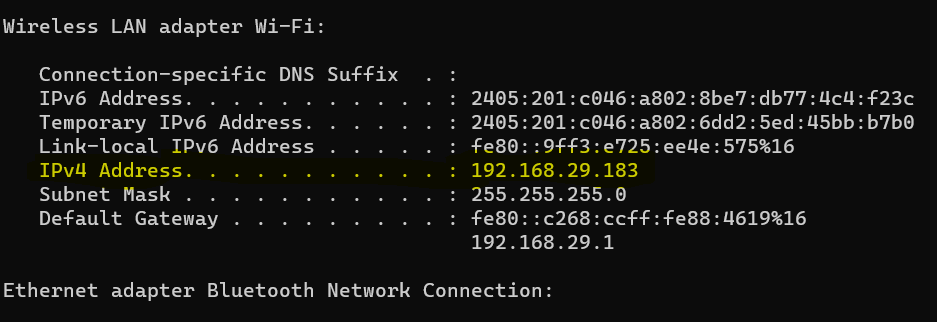 Wireless LAN adapter Wi-Fi:
Connection-specific DNS Suffix  . :
IPv6 Address. . . . . . . . . . . : 2405:201:c046:a802:8be7:db77:4c4:f23c
Temporary IPv6 Address. . . . . . : 2405:201:c046:a802:6dd2:5ed:45bb:b7b0
Link-local IPv6 Address . . . . . : fe80::9ff3:e725:ee4e:575%16
IPv4 Address. . . . . . . . . . . : 192.168.29.183
Subnet Mask . . . . . . . . . . . : 255.255.255.0
Default Gateway . . . . . . . . . : fe80::c268:ccff:fe88:4619%16
192.168.29.1
Ethernet adapter Bluetooth Network Connection: